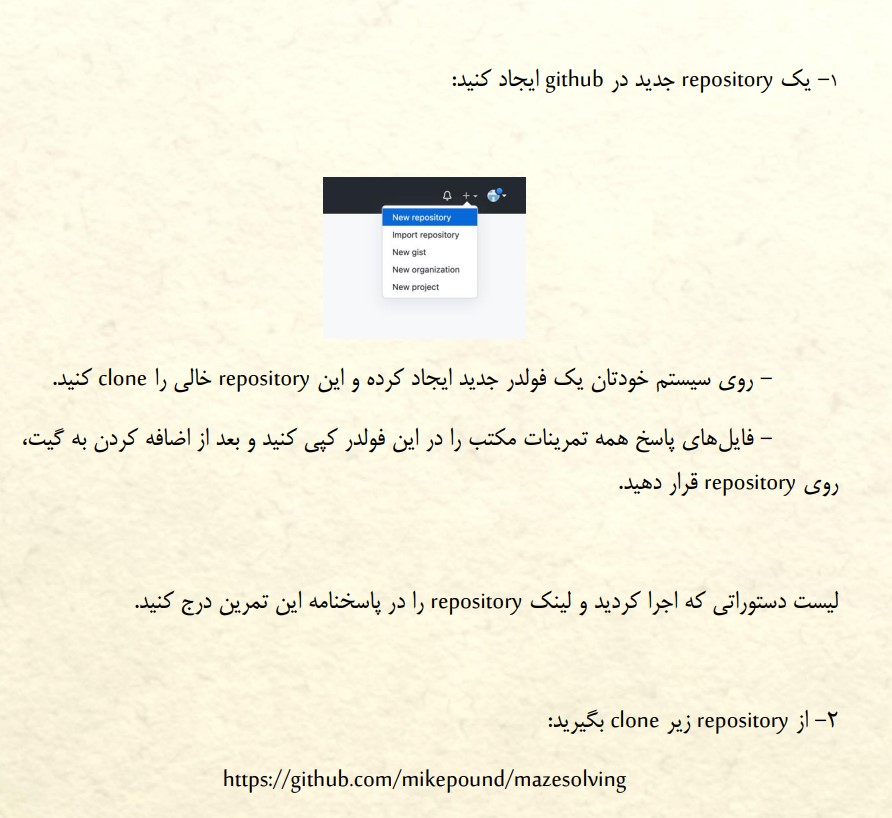 ۱- یک repository جدید در github ایجاد کنید:
New repository
Import repository
New gist
New organization
New project
- روی سیستم خودتان یک فولدر جدید ایجاد کرده و این repository خالی را clone کنید.
- فایل‌های پاسخ همه تمرینات مکتب را در این فولدر کپی کنید و بعد از اضافه کردن به گیت،
روی repository قرار دهید.
لیست دستوراتی که اجرا کردید و لینک repository را در پاسخنامه این تمرین درج کنید.
۲- از repository زیر clone بگیرید:
https://github.com/mikepound/mazesolving